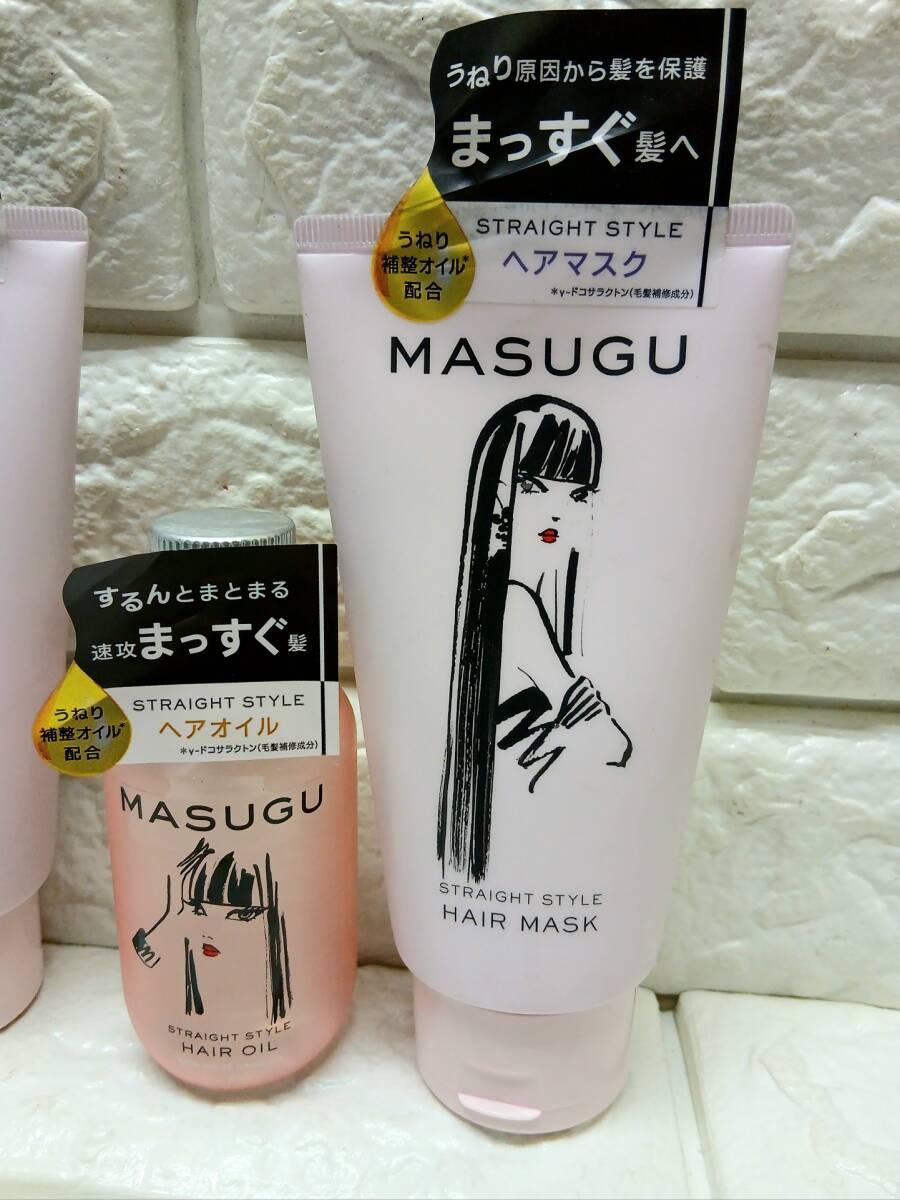 うねり原因から髪を保護
まっすぐ髪へ
うねり
補整オイル*
配合
STRAIGHT STYLE
ヘアマスク
*γ-ドコサラクトン(毛髪補修成分)
MASUGU
STRAIGHT STYLE
HAIR MASK
するんとまとまる
速攻まっすぐ髪
うねり
補整オイル*
配合
STRAIGHT STYLE
ヘアオイル
*γ-ドコサラクトン(毛髪補修成分)
MASUGU
STRAIGHT STYLE
HAIR OIL